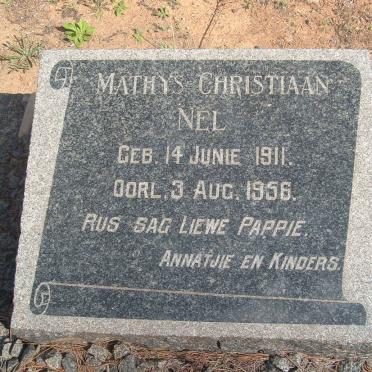 MATHYS CHRISTIAAN
NEL
GEB. 14 JUNIE 1911.
OORL. 3 AUG. 1956.
RUS SAG LIEWE PAPPIE.
ANNATJIE EN KINDERS.